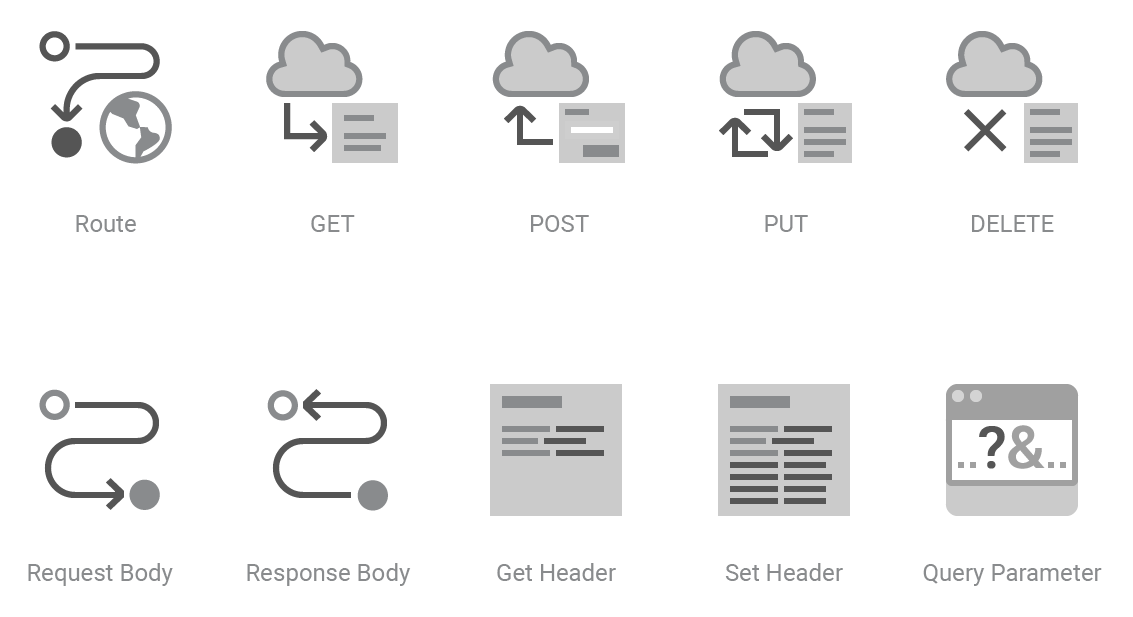 Route
GET
POST
PUT
DELETE
..?&..
Request Body
Response Body
Get Header
Set Header
Query Parameter